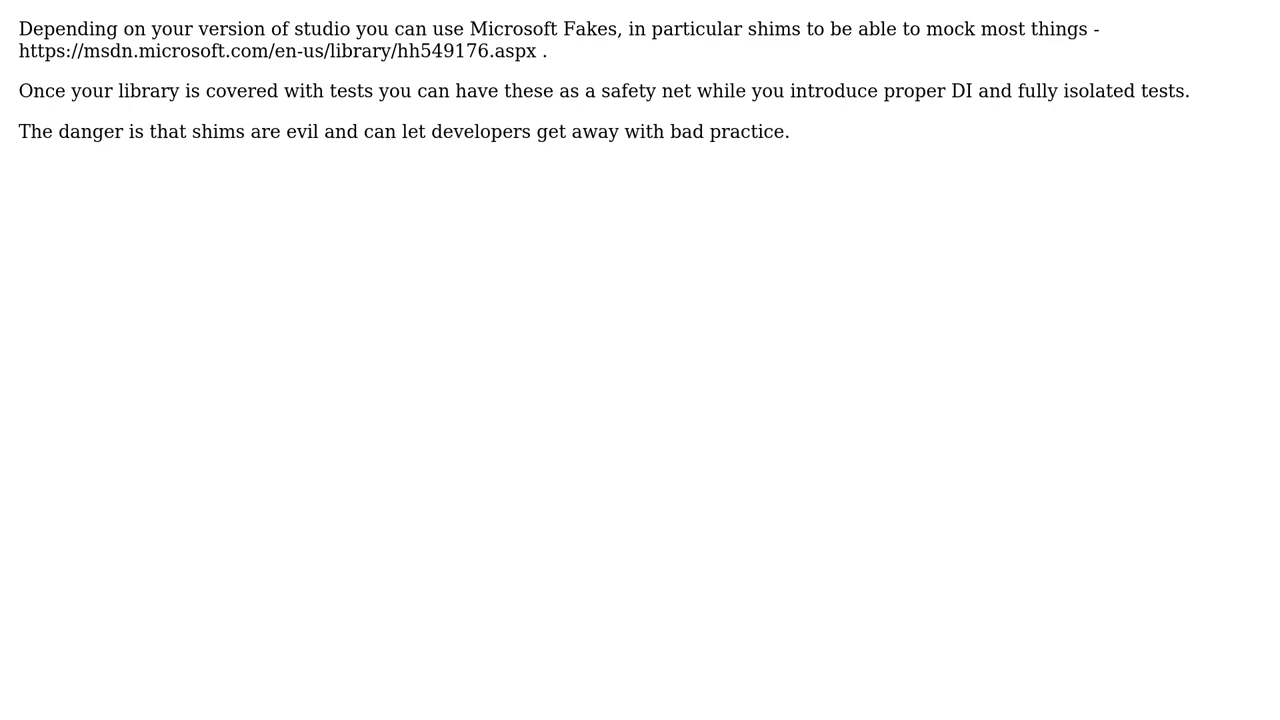 Depending on your version of studio you can use Microsoft Fakes, in particular shims to be able to mock most things -
https://msdn.microsoft.com/en-us/library/hh549176.aspx .
Once your library is covered with tests you can have these as a safety net while you introduce proper DI and fully isolated tests.
The danger is that shims are evil and can let developers get away with bad practice.